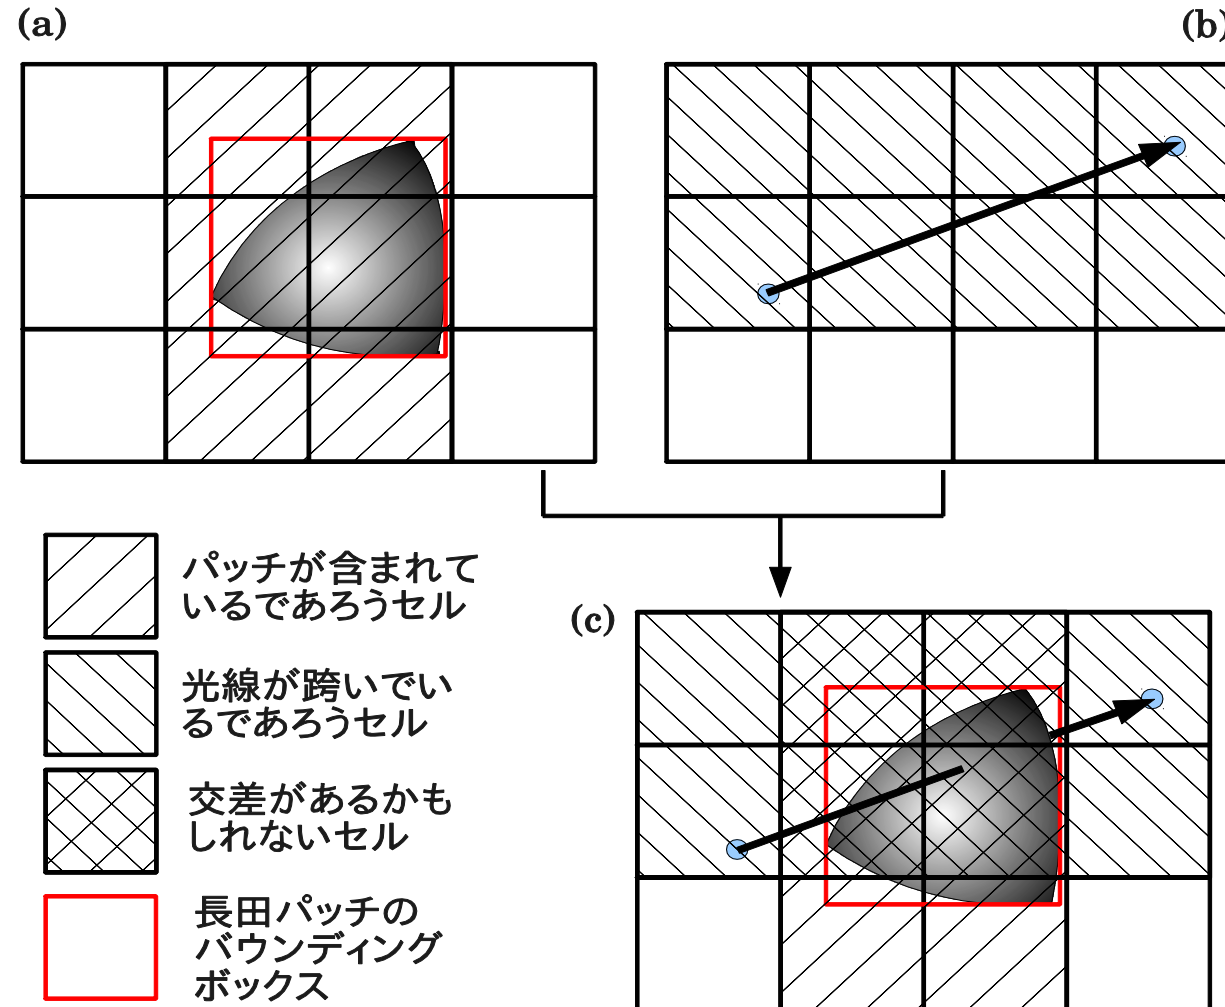 (a)
(b)
パッチが含まれて
いるであろうセル
光線が跨いでい
るであろうセル
交差があるかも
しれないセル
長田パッチの
バウンディング
ボックス
(c)